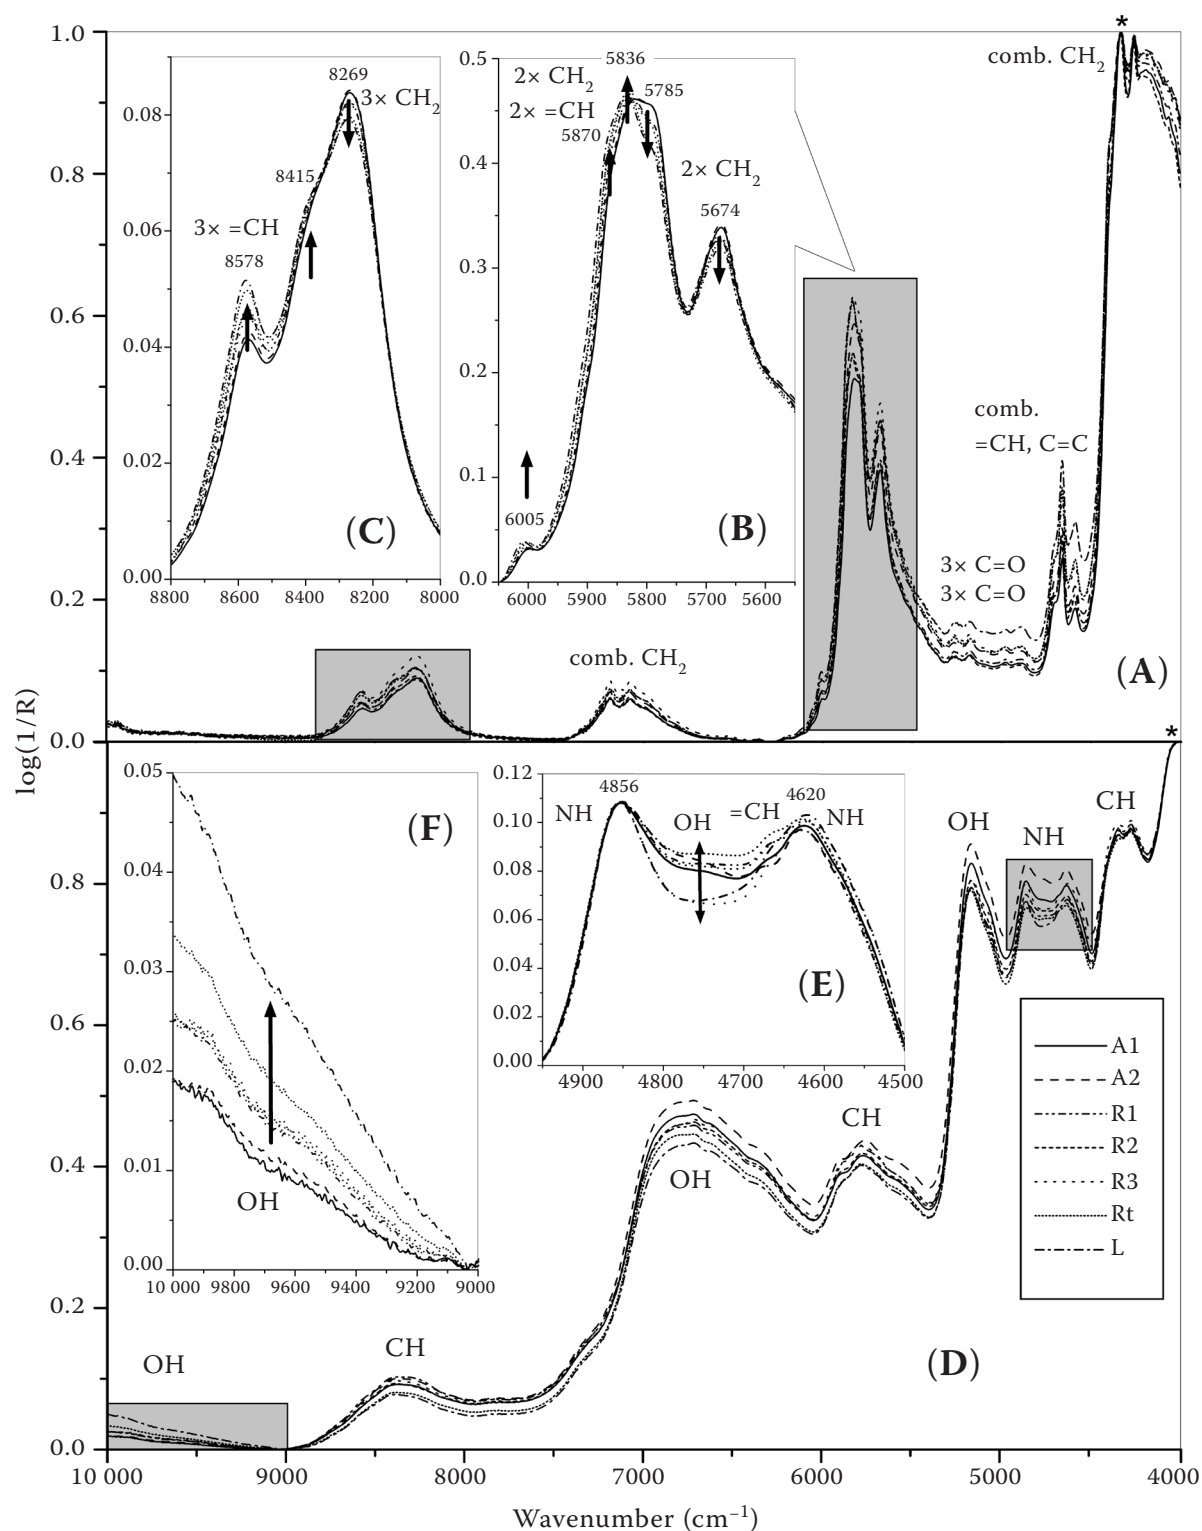 *
1.0
0.8
0.6
0.4
0.2
0.0
comb. CH2
8269
3× CH2
8415
3× =CH
8578
0.08
0.06
0.04
0.02
0.00
(C)
8800 8600 8400 8200 8000
0.5
0.4
0.3
0.2
0.1
0.0
2× CH2
5836
5785
2× =CH
5870
2× CH2
5674
6005
(B)
6000 5900 5800 5700 5600
comb.
=CH, C=C
3× C=O
3× C=O
comb. CH2
(A)
log(1/R)
*
0.8
0.6
0.4
0.2
0.0
0.05
0.04
0.03
0.02
0.01
0.00
(F)
OH
10 000 9800 9600 9400 9200 9000
0.12
0.10
0.08
0.06
0.04
0.02
0.00
4856
NH
OH
=CH
4620
NH
(E)
4900 4800 4700 4600 4500
OH
NH
CH
A1
A2
R1
R2
R3
Rt
L
CH
OH
CH
OH
(D)
10 000 9000 8000 7000 6000 5000 4000
Wavenumber (cm⁻¹)